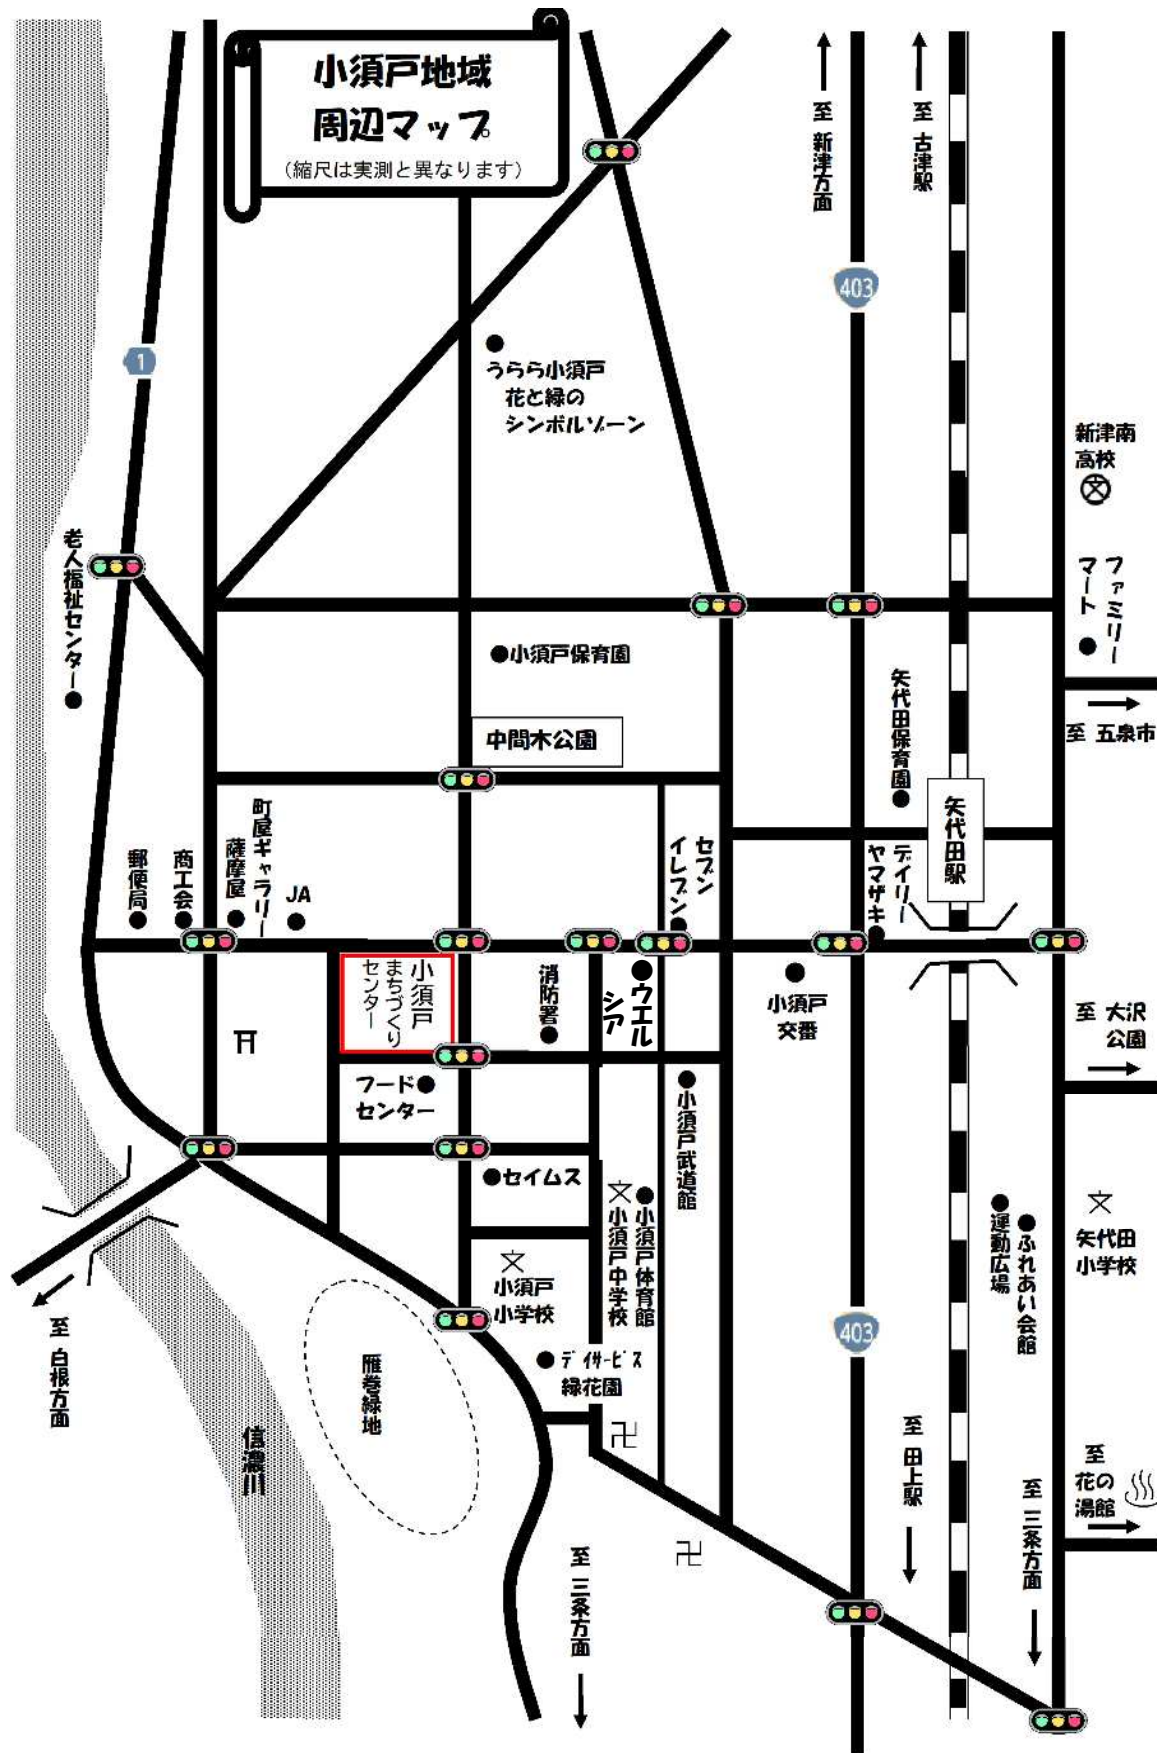 小須戸地域
周辺マップ
(縮尺は実測と異なります)
至 新津方面
至 古津駅
403
1
うらら小須戸
花と緑の
シンボルゾーン
新津南
高校
文
老人福祉センター
ファミリー
マート
小須戸保育園
矢代田保育園
至 五泉市
中間木公園
矢代田駅
郵便局
商工会
町屋ギャラリー
薩摩屋
JA
セブン
イレブン
デイリー
ヤマザキ
小須戸
まちづくり
センター
消防署
ウエル
シア
小須戸
交番
至 大沢
公園
フード
センター
小須戸武道館
セイムス
文
小須戸中学校
小須戸体育館
運動広場
ふれあい会館
文
矢代田
小学校
文
小須戸
小学校
至 白根方面
403
デイサービス
緑花園
雁巻緑地
信濃川
卍
至 田上駅
至
花の
湯館
至 三条方面
卍
至 三条方面